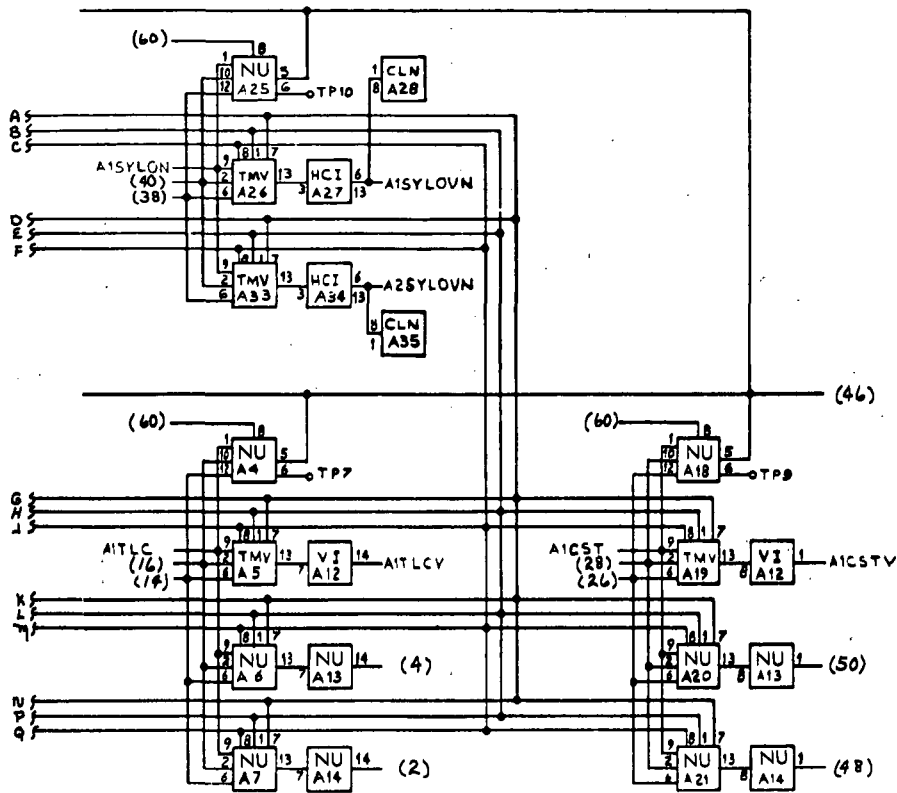 (60) 8
1 NU 5
10 A25 6 TP10
12
1 CLN
8 A28
A
B
C
8 1 7
A1SYLON 9 TMV 13 HCI 6 A1SYLOVN
(40) 2 A26 3 A27 13
(38) 6
D
E
F
8 1 7
9 TMV 13 HCI 6 A2SYLOVN
2 A33 3 A34 13
6
8 CLN
1 A35
(46)
(60) 8 (60) 8
1 NU 5 1 NU 5
10 A4 6 TP7 10 A18 6 TP9
12 12
G
H
J
8 1 7 8 1 7
A1TLC 9 TMV 13 VI 14 A1TLCV A1CST 9 TMV 13 VI 1 A1CSTV
(16) 2 A5 7 A12 (28) 2 A19 8 A12
(14) 6 (26) 6
K
L
M
8 1 7 8 1 7
9 NU 13 NU 14 (4) 9 NU 13 NU 1 (50)
2 A6 7 A13 2 A20 8 A13
6 6
N
P
Q
8 1 7 8 1 7
9 NU 13 NU 14 (2) 9 NU 13 NU 1 (48)
2 A7 7 A14 2 A21 8 A14
6 6